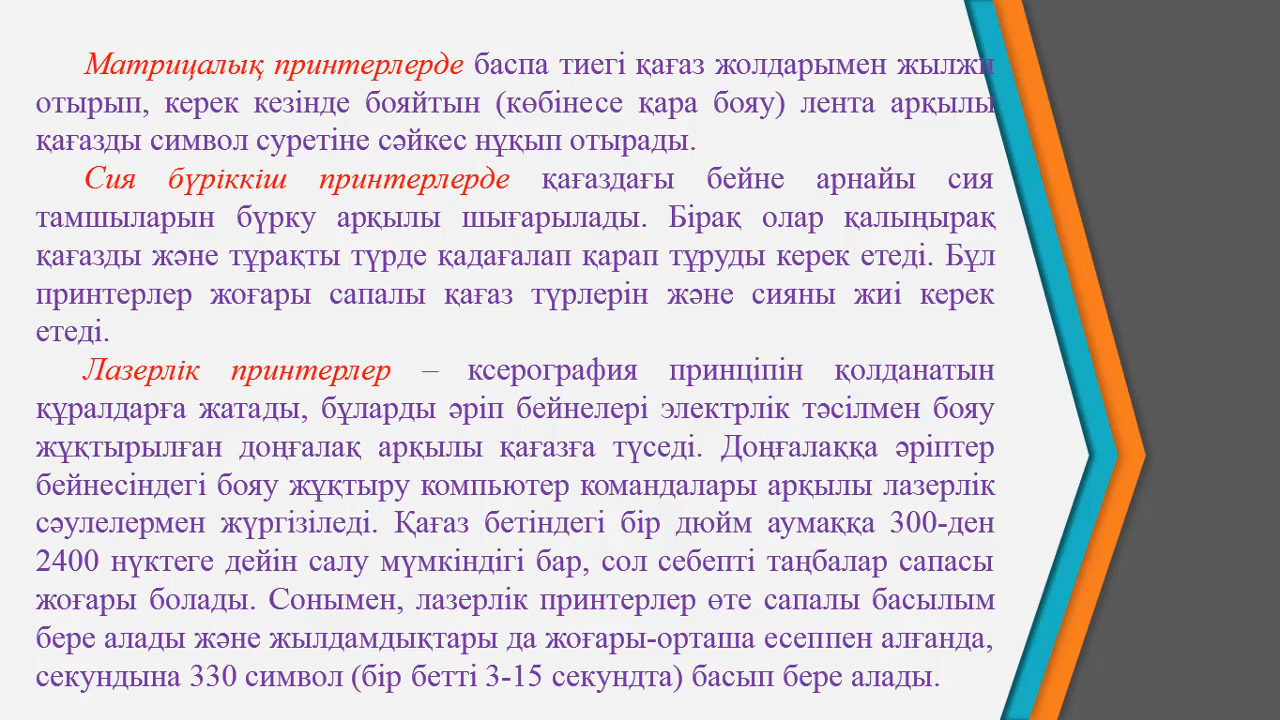 Матрицалық принтерлерде баспа тиегі қағаз жолдарымен жылжи
отырып, керек кезінде бояйтын (көбінесе қара бояу) лента арқылы
қағазды символ суретіне сәйкес нұқып отырады.
Сия бүріккіш принтерлерде қағаздағы бейне арнайы сия
тамшыларын бүрку арқылы шығарылады. Бірақ олар қалыңырақ
қағазды және тұрақты түрде қадағалап қарап тұруды керек етеді. Бұл
принтерлер жоғары сапалы қағаз түрлерін және сияны жиі керек
етеді.
Лазерлік принтерлер – ксерография принціпін қолданатын
құралдарға жатады, бұларды әріп бейнелері электрлік тәсілмен бояу
жұқтырылған доңғалақ арқылы қағазға түседі. Доңғалаққа әріптер
бейнесіндегі бояу жұқтыру компьютер командалары арқылы лазерлік
сәулелермен жүргізіледі. Қағаз бетіндегі бір дюйм аумаққа 300-ден
2400 нүктеге дейін салу мүмкіндігі бар, сол себепті таңбалар сапасы
жоғары болады. Сонымен, лазерлік принтерлер өте сапалы басылым
бере алады және жылдамдықтары да жоғары-орташа есеппен алғанда,
секундына 330 символ (бір бетті 3-15 секундта) басып бере алады.